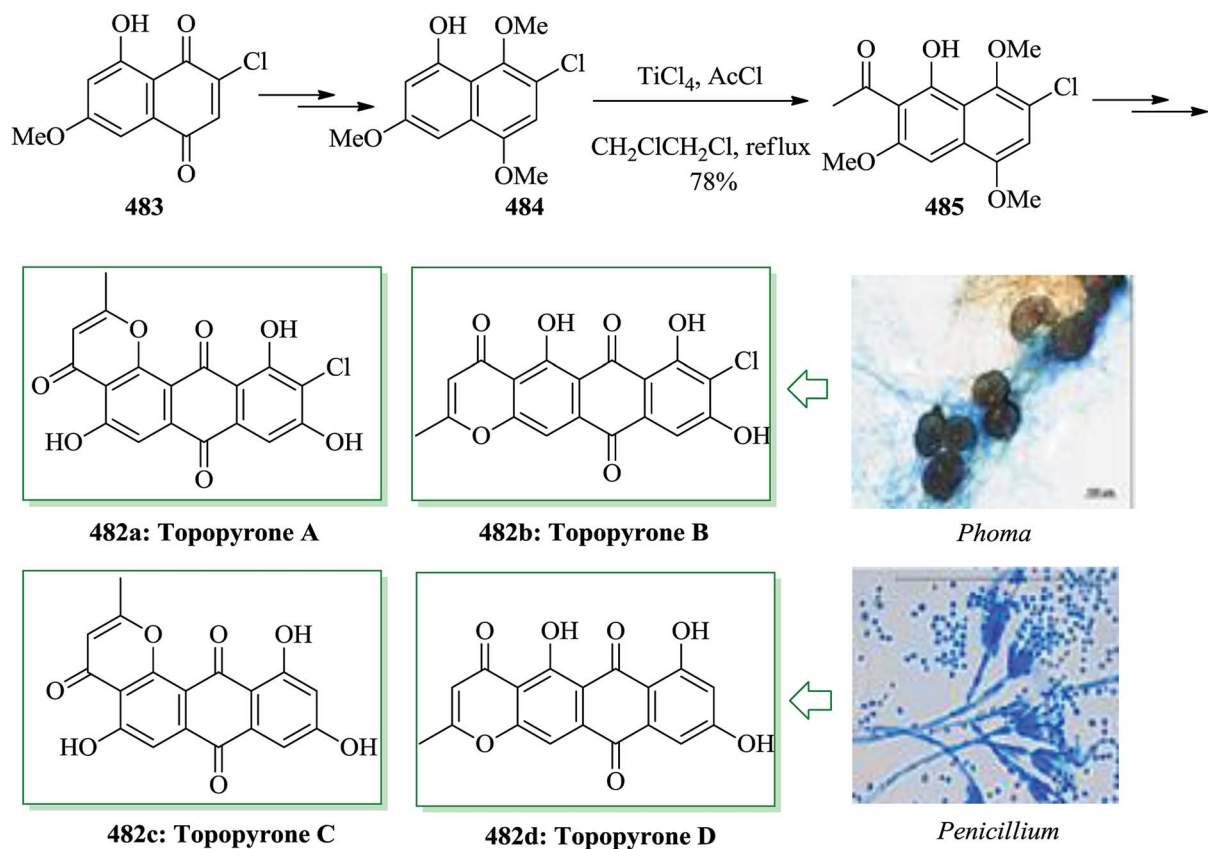 OH O
Cl
MeO
O
483
OH OMe
Cl
MeO
OMe
484
TiCl4, AcCl
CH2ClCH2Cl, reflux
78%
O OH OMe
Cl
MeO
OMe
485
O O OH
Cl
O
HO OH
O
482a: Topopyrone A
O OH O OH
Cl
O OH
O
482b: Topopyrone B
Phoma
O O OH
O
HO OH
O
482c: Topopyrone C
O OH O OH
O OH
O
482d: Topopyrone D
Penicillium